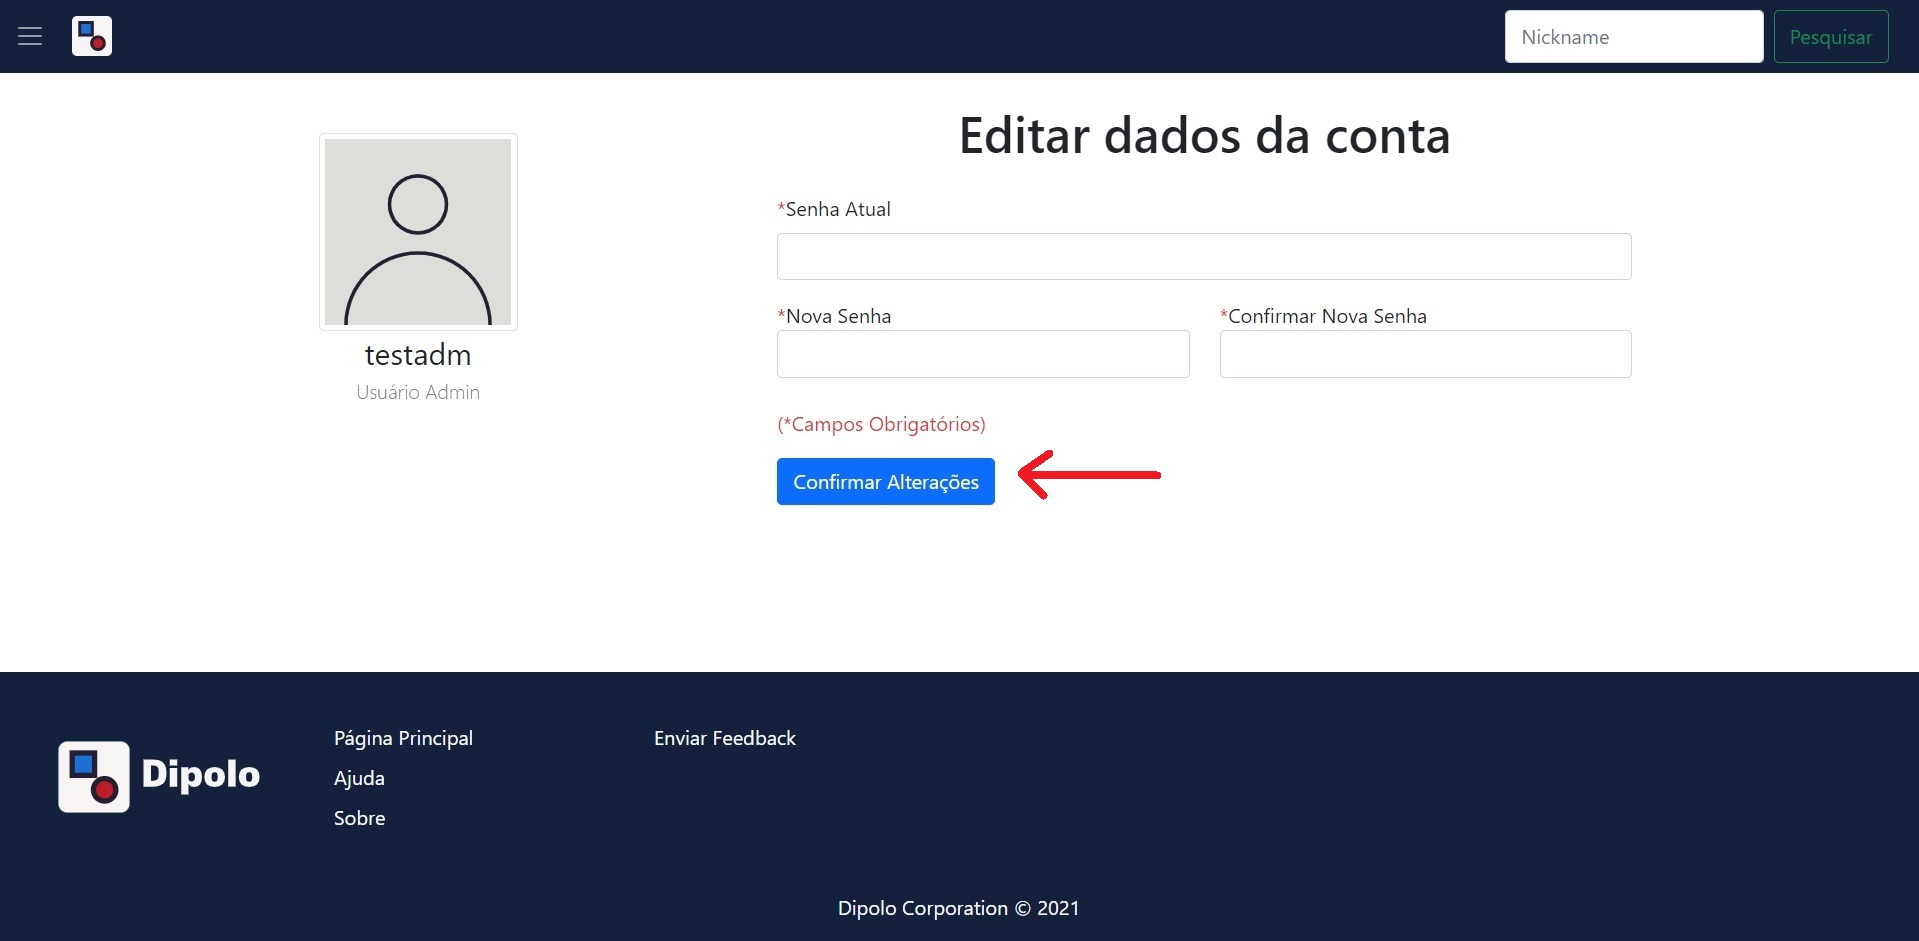 Nickname
Pesquisar
testadm
Usuário Admin
Editar dados da conta
*Senha Atual
*Nova Senha
*Confirmar Nova Senha
(*Campos Obrigatórios)
Confirmar Alterações
Dipolo
Página Principal
Ajuda
Sobre
Enviar Feedback
Dipolo Corporation © 2021